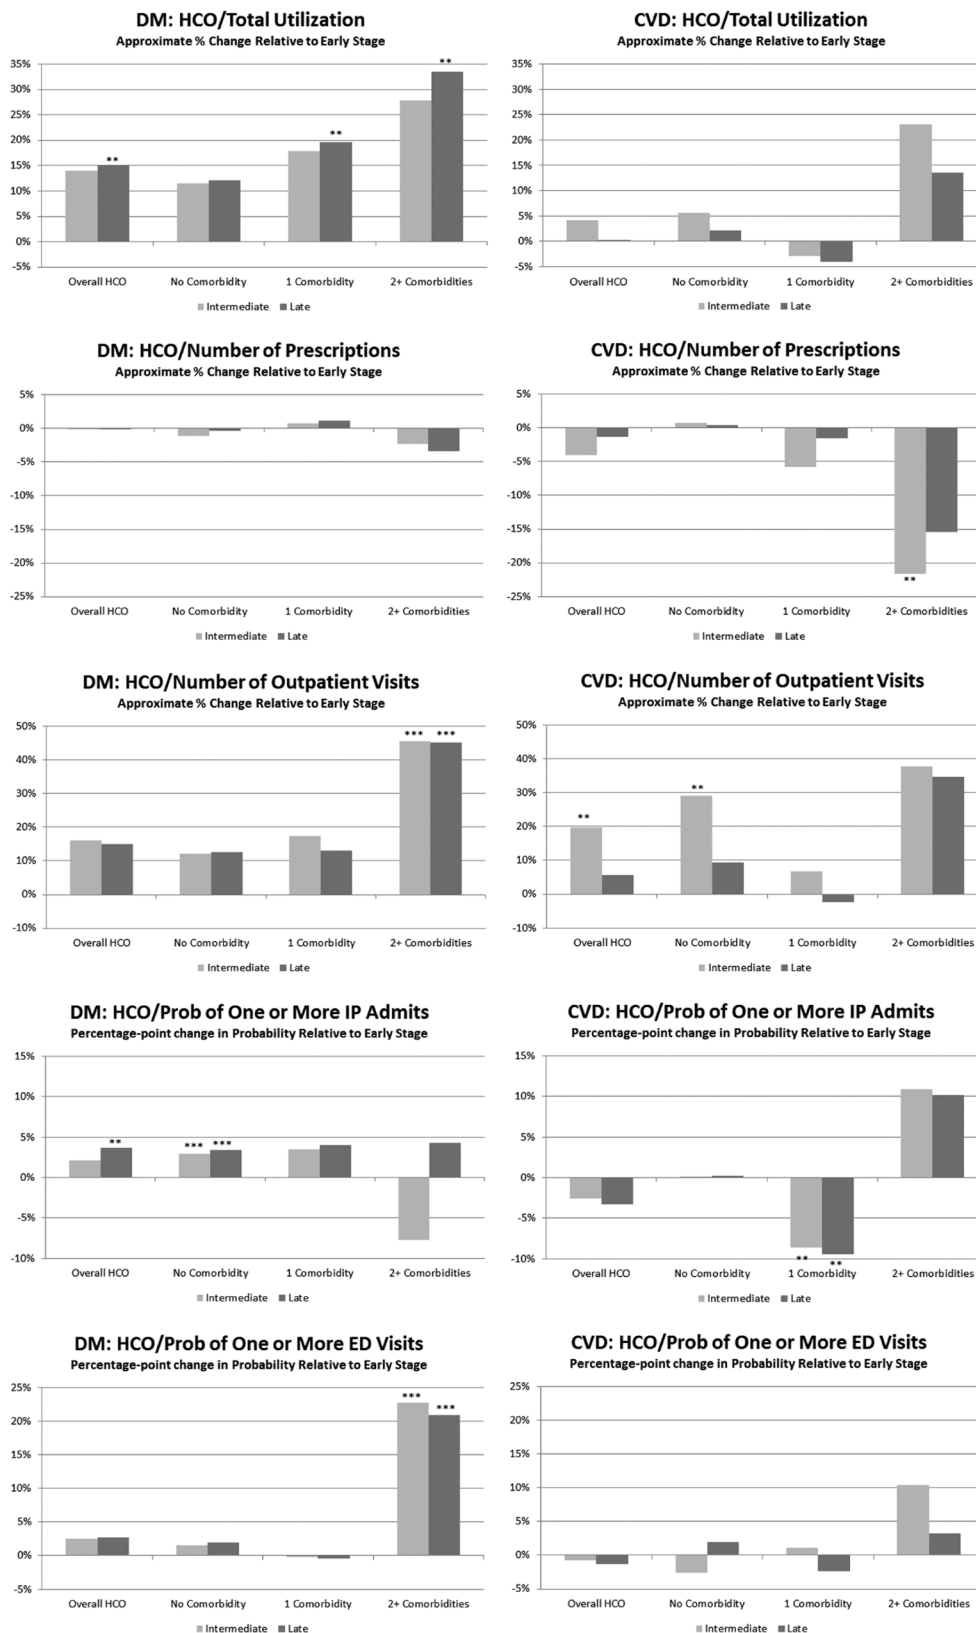 DM: HCO/Total Utilization
Approximate % Change Relative to Early Stage
35%
30%
25%
20%
15%
10%
5%
0%
-5%
**
**
**
Overall HCO No Comorbidity 1 Comorbidity 2+ Comorbidities
Intermediate Late
CVD: HCO/Total Utilization
Approximate % Change Relative to Early Stage
35%
30%
25%
20%
15%
10%
5%
0%
-5%
Overall HCO No Comorbidity 1 Comorbidity 2+ Comorbidities
Intermediate Late
DM: HCO/Number of Prescriptions
Approximate % Change Relative to Early Stage
5%
0%
-5%
-10%
-15%
-20%
-25%
Overall HCO No Comorbidity 1 Comorbidity 2+ Comorbidities
Intermediate Late
CVD: HCO/Number of Prescriptions
Approximate % Change Relative to Early Stage
5%
0%
-5%
-10%
-15%
-20%
-25%
**
Overall HCO No Comorbidity 1 Comorbidity 2+ Comorbidities
Intermediate Late
DM: HCO/Number of Outpatient Visits
Approximate % Change Relative to Early Stage
50%
40%
30%
20%
10%
0%
-10%
*** ***
Overall HCO No Comorbidity 1 Comorbidity 2+ Comorbidities
Intermediate Late
CVD: HCO/Number of Outpatient Visits
Approximate % Change Relative to Early Stage
50%
40%
30%
20%
10%
0%
-10%
**
**
Overall HCO No Comorbidity 1 Comorbidity 2+ Comorbidities
Intermediate Late
DM: HCO/Prob of One or More IP Admits
Percentage-point change in Probability Relative to Early Stage
15%
10%
5%
0%
-5%
-10%
** *** ***
Overall HCO No Comorbidity 1 Comorbidity 2+ Comorbidities
Intermediate Late
CVD: HCO/Prob of One or More IP Admits
Percentage-point change in Probability Relative to Early Stage
15%
10%
5%
0%
-5%
-10%
** **
Overall HCO No Comorbidity 1 Comorbidity 2+ Comorbidities
Intermediate Late
DM: HCO/Prob of One or More ED Visits
Percentage-point change in Probability Relative to Early Stage
25%
20%
15%
10%
5%
0%
-5%
*** ***
Overall HCO No Comorbidity 1 Comorbidity 2+ Comorbidities
Intermediate Late
CVD: HCO/Prob of One or More ED Visits
Percentage-point change in Probability Relative to Early Stage
25%
20%
15%
10%
5%
0%
-5%
Overall HCO No Comorbidity 1 Comorbidity 2+ Comorbidities
Intermediate Late